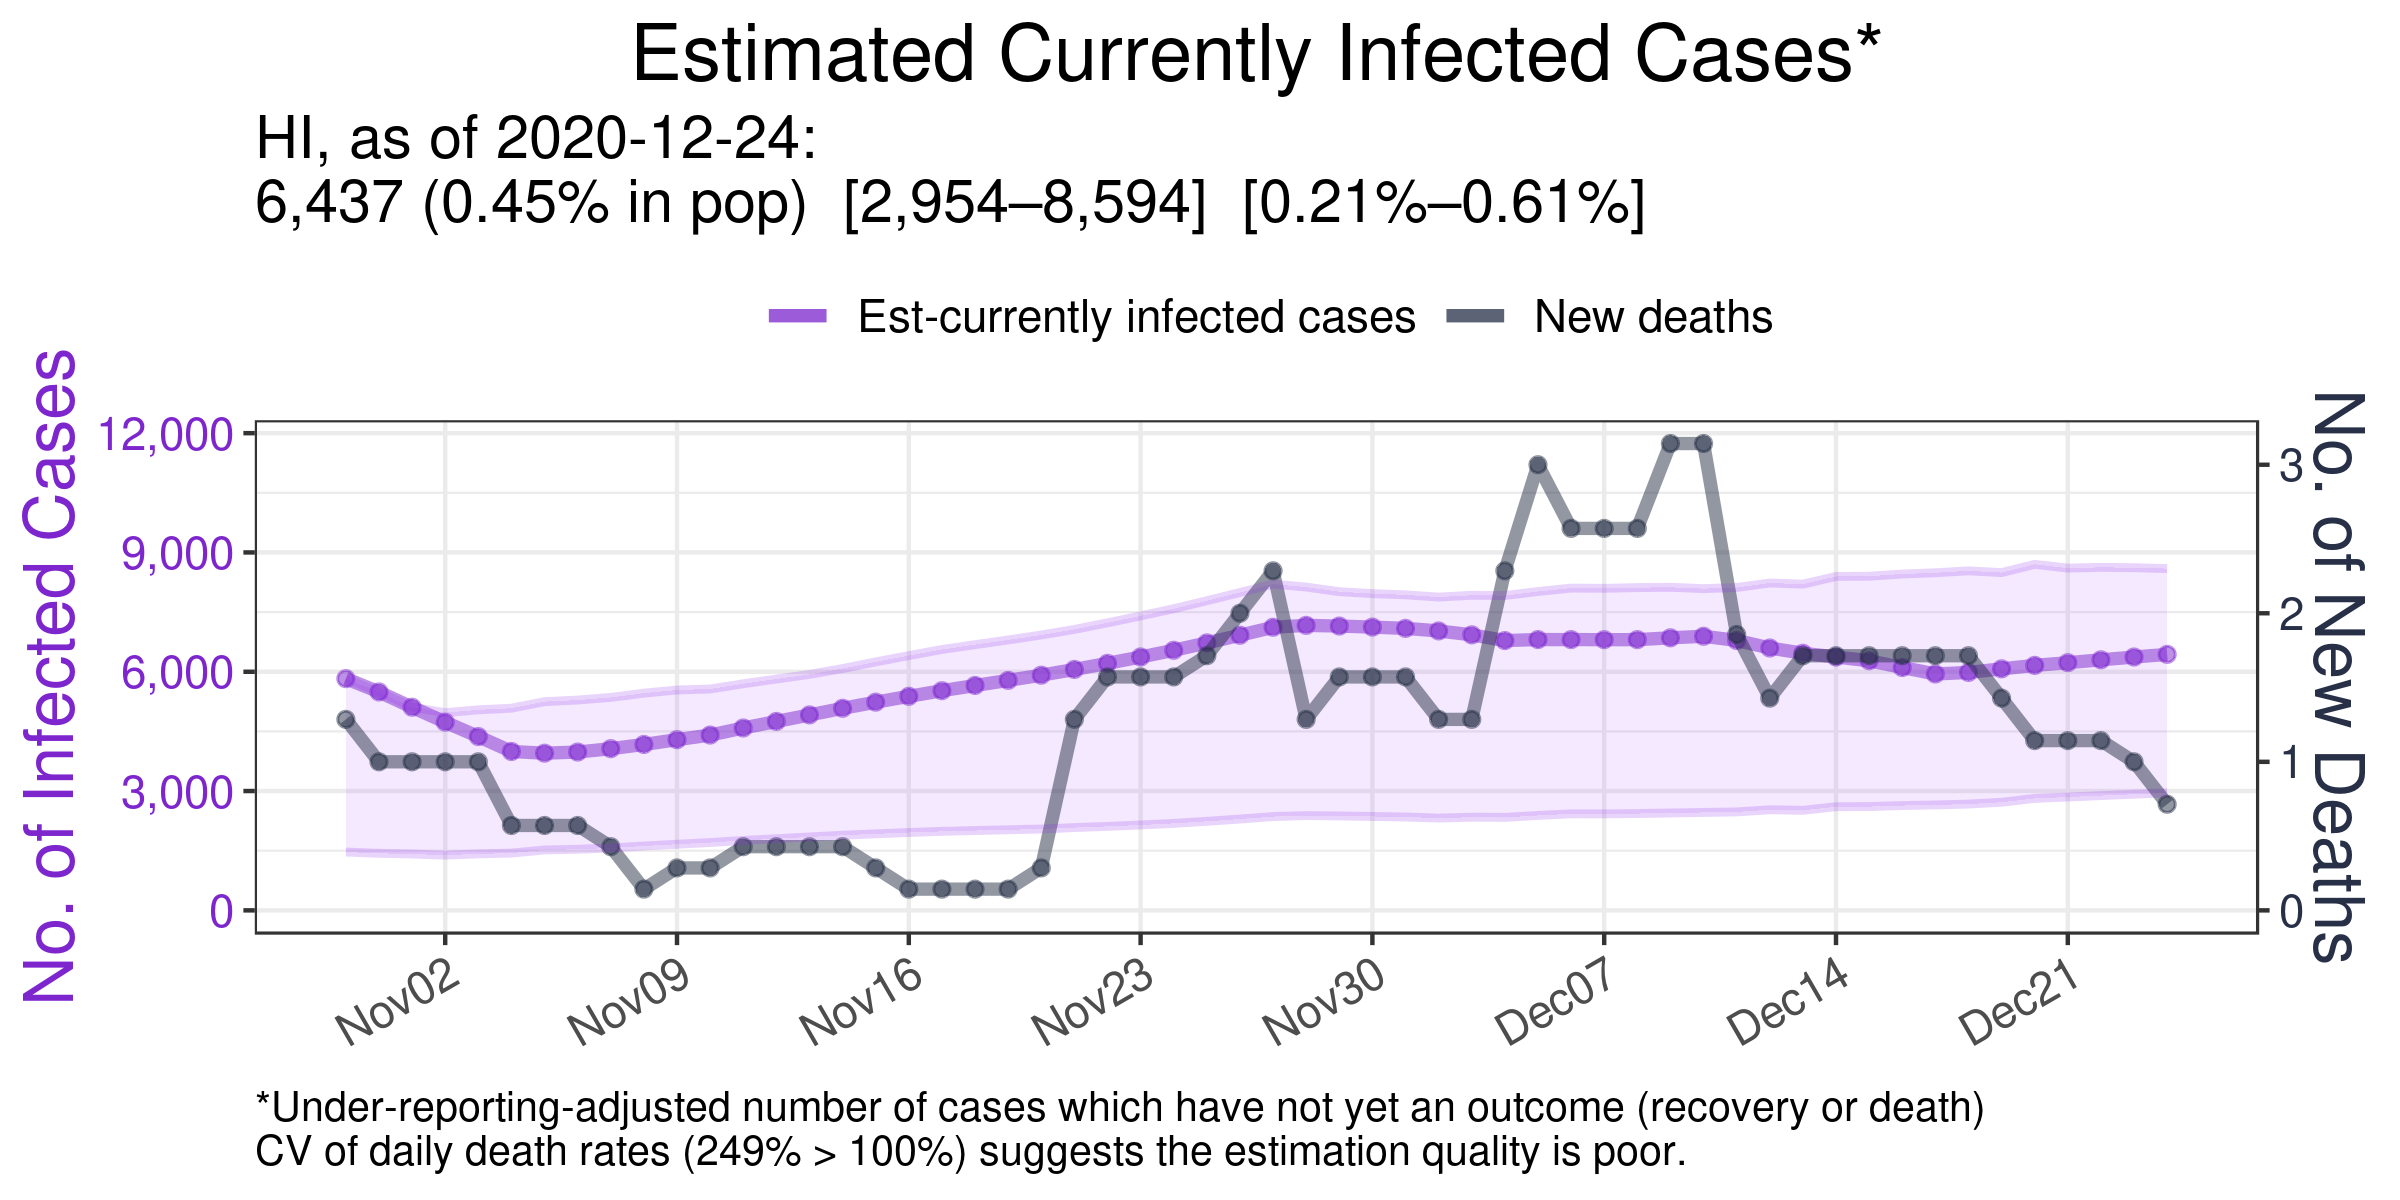 Estimated Currently Infected Cases*
HI, as of 2020-12-24:
6,437 (0.45% in pop)  [2,954–8,594]  [0.21%–0.61%]
Est-currently infected cases
New deaths
No. of Infected Cases
12,000
9,000
6,000
3,000
0
3
2
1
0
No. of New Deaths
Nov02
Nov09
Nov16
Nov23
Nov30
Dec07
Dec14
Dec21
*Under-reporting-adjusted number of cases which have not yet an outcome (recovery or death)
CV of daily death rates (249% > 100%) suggests the estimation quality is poor.